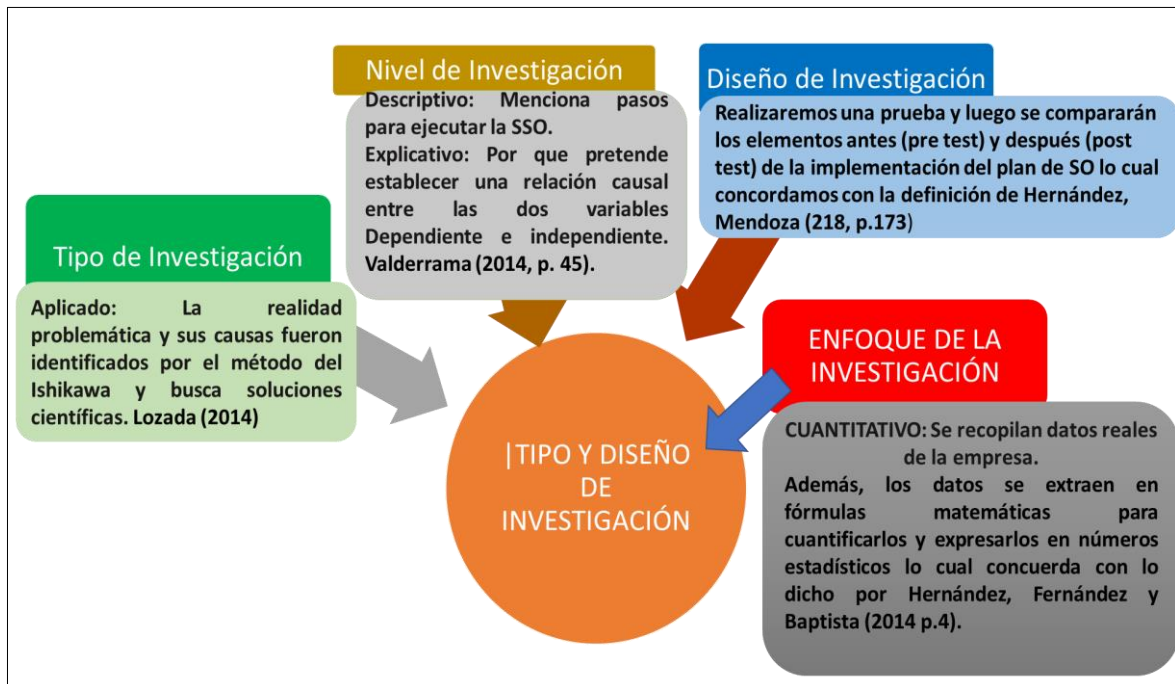 Tipo de Investigación
Aplicado: La realidad
problemática y sus causas fueron
identificados por el método del
Ishikawa y busca soluciones
científicas. Lozada (2014)
Nivel de Investigación
Descriptivo: Menciona pasos
para ejecutar la SSO.
Explicativo: Por que pretende
establecer una relación causal
entre las dos variables
Dependiente e independiente.
Valderrama (2014, p. 45).
Diseño de Investigación
Realizaremos una prueba y luego se compararán
los elementos antes (pre test) y después (post
test) de la implementación del plan de SO lo cual
concordamos con la definición de Hernández,
Mendoza (218, p.173)
ENFOQUE DE LA
INVESTIGACIÓN
CUANTITATIVO: Se recopilan datos reales
de la empresa.
Además, los datos se extraen en
fórmulas matemáticas para
cuantificarlos y expresarlos en números
estadísticos lo cual concuerda con lo
dicho por Hernández, Fernández y
Baptista (2014 p.4).
|TIPO Y DISEÑO
DE
INVESTIGACIÓN